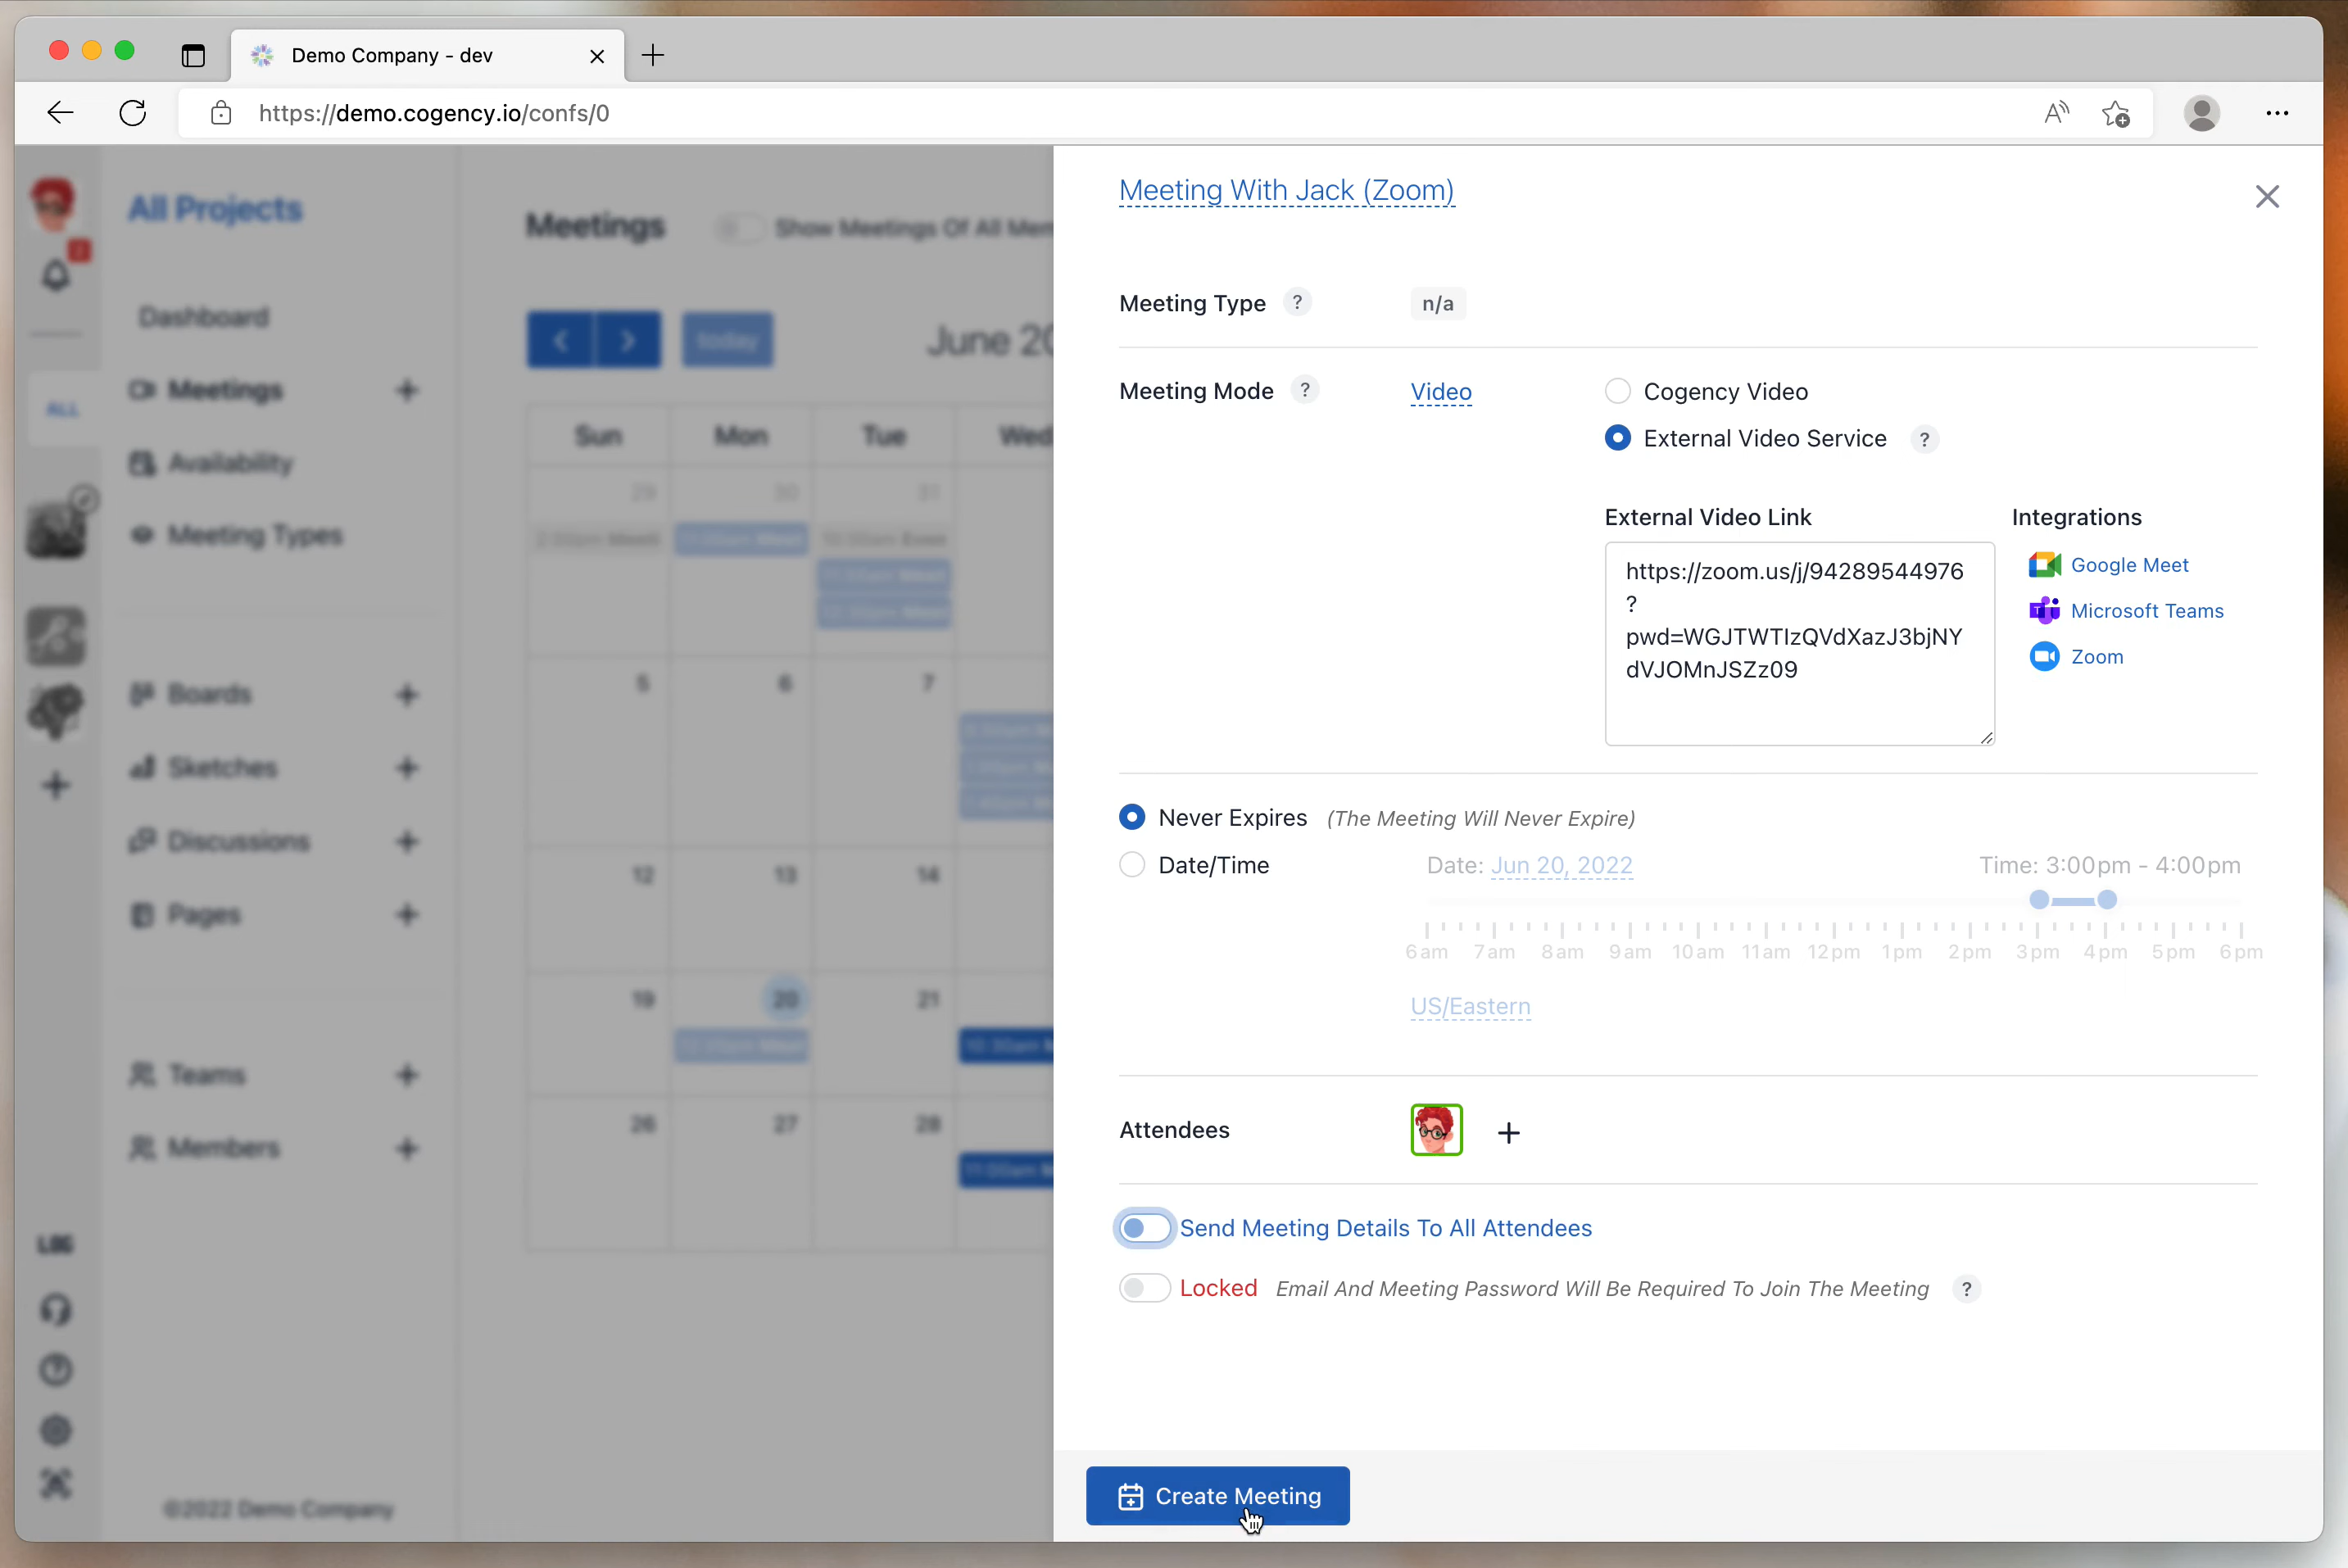 Demo Company - dev
https://demo.cogency.io/confs/0
All Projects
Dashboard
Meetings
ALL
Availability
Meeting Types
Boards
Sketches
Discussions
Pages
Teams
Members
LOG
©2022 Demo Company
Meetings
Show Meetings Of All
today
June
Sun Mon Tue Wed
29 30 31
5 6 7
12 13 14
19 20 21
26 27 28
Meeting With Jack (Zoom)
Meeting Type ? n/a
Meeting Mode ? Video
Cogency Video
External Video Service ?
External Video Link
https://zoom.us/j/94289544976
?
pwd=WGJTWTIzQVdXazJ3bjNY
dVJOMnJSZz09
Integrations
Google Meet
Microsoft Teams
Zoom
Never Expires (The Meeting Will Never Expire)
Date/Time Date: Jun 20, 2022 Time: 3:00pm - 4:00pm
6am 7am 8am 9am 10am 11am 12pm 1pm 2pm 3pm 4pm 5pm 6pm
US/Eastern
Attendees
Send Meeting Details To All Attendees
Locked Email And Meeting Password Will Be Required To Join The Meeting ?
Create Meeting